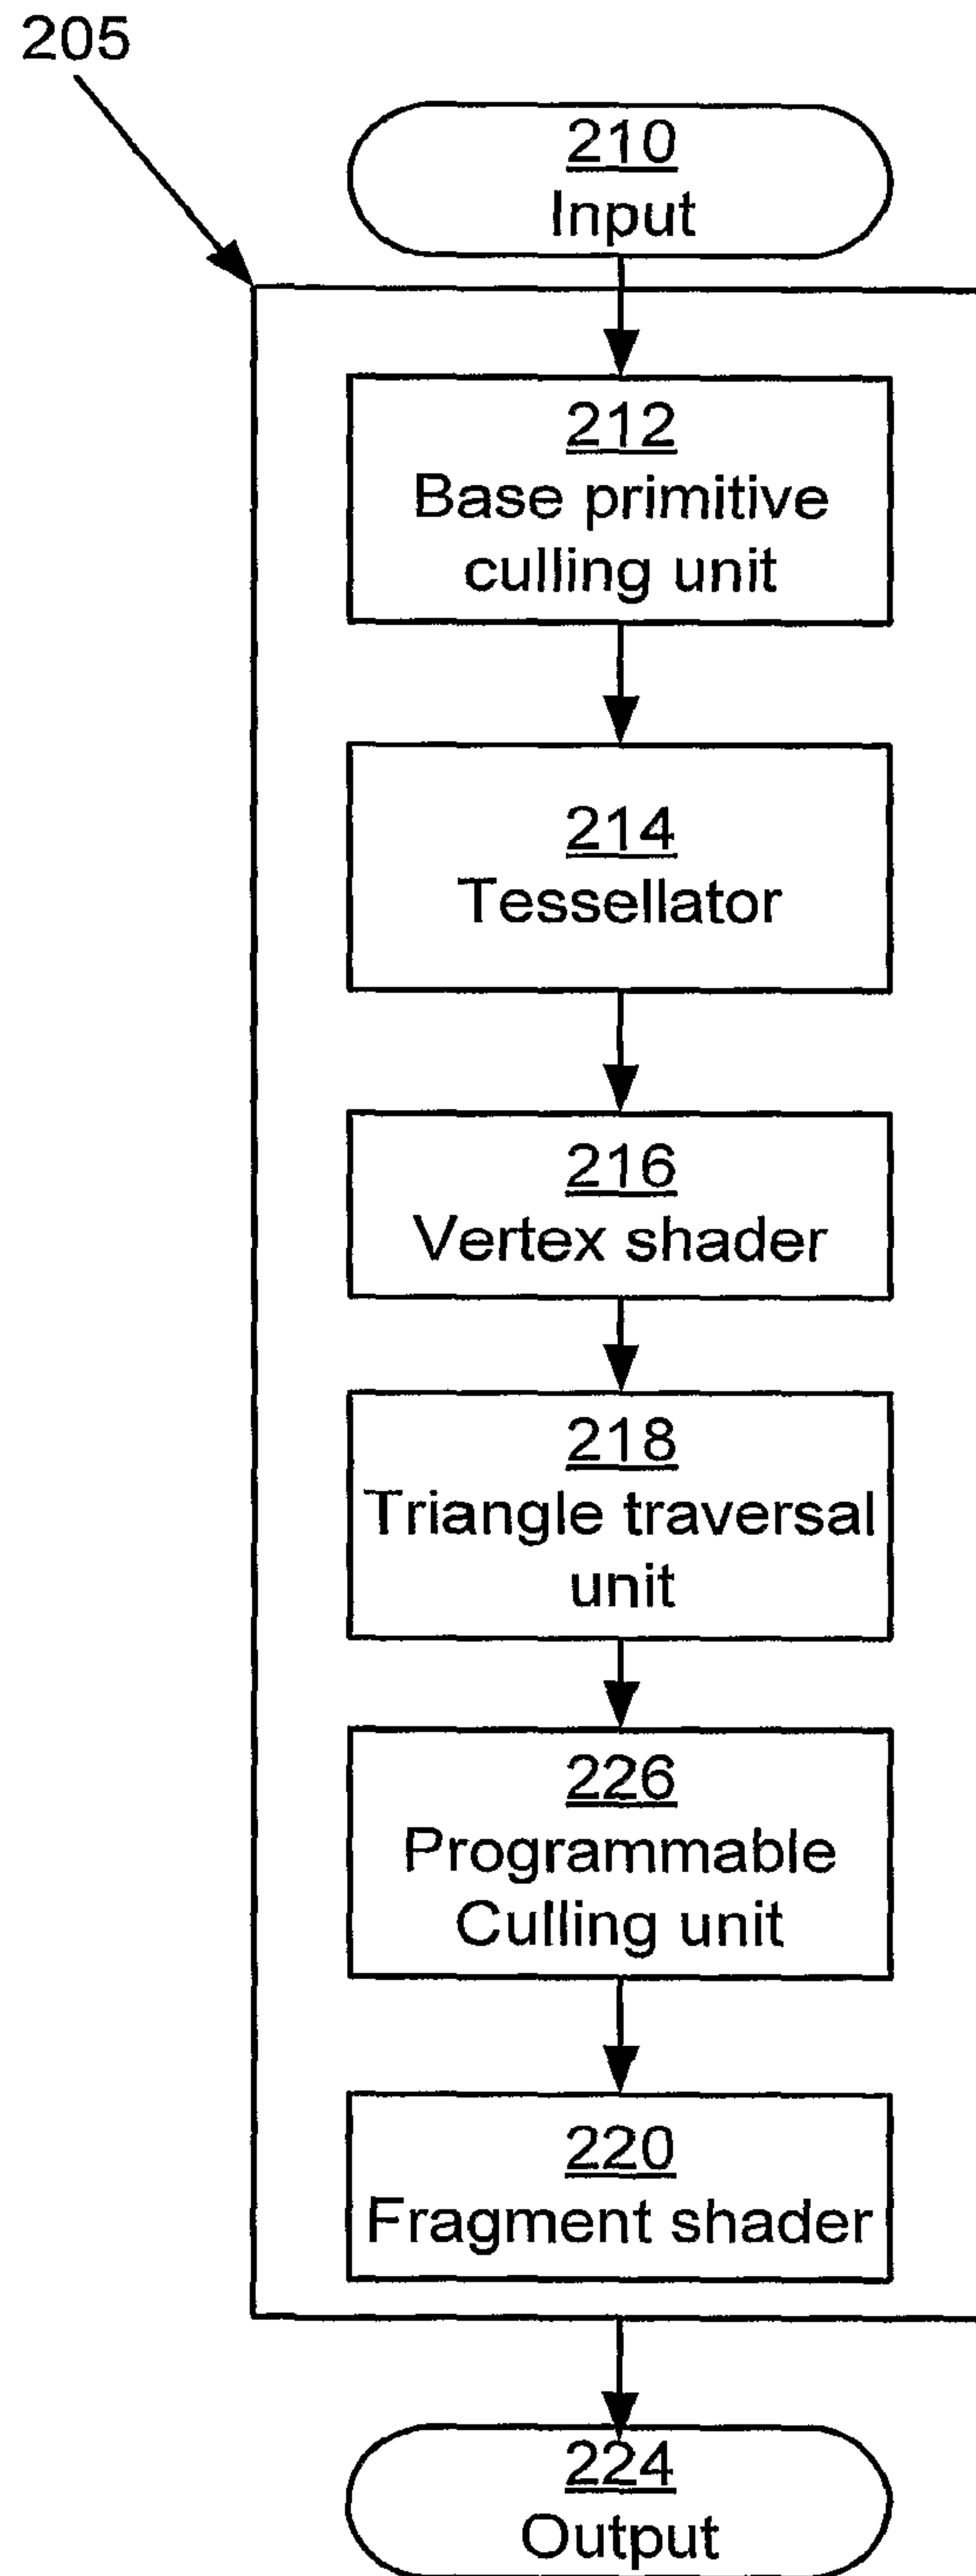 205
210
Input
212
Base primitive
culling unit
214
Tessellator
216
Vertex shader
218
Triangle traversal
unit
226
Programmable
Culling unit
220
Fragment shader
224
Output